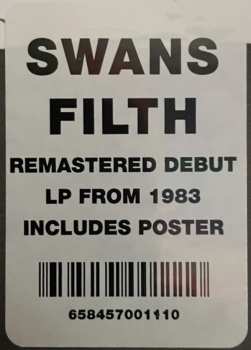 SWANS
FILTH
REMASTERED DEBUT
LP FROM 1983
INCLUDES POSTER
658457001110